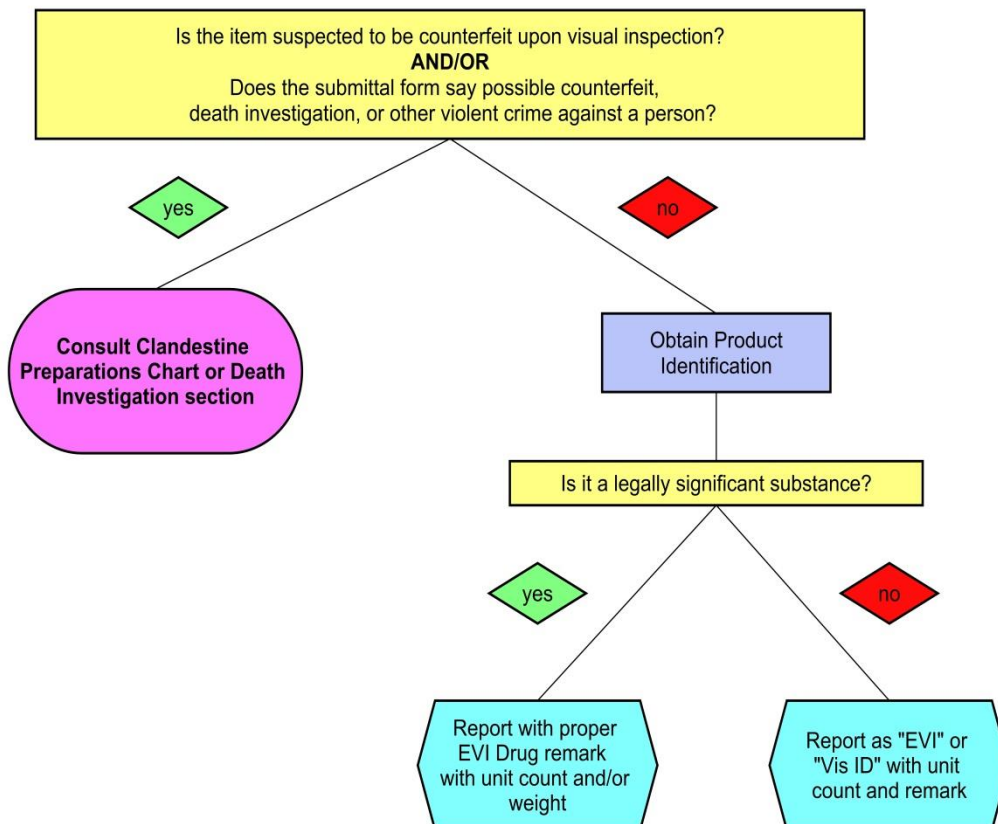 Is the item suspected to be counterfeit upon visual inspection?
AND/OR
Does the submittal form say possible counterfeit,
death investigation, or other violent crime against a person?
yes
no
Consult Clandestine
Preparations Chart or Death
Investigation section
Obtain Product
Identification
Is it a legally significant substance?
yes
no
Report with proper
EVI Drug remark
with unit count and/or
weight
Report as "EVI" or
"Vis ID" with unit
count and remark